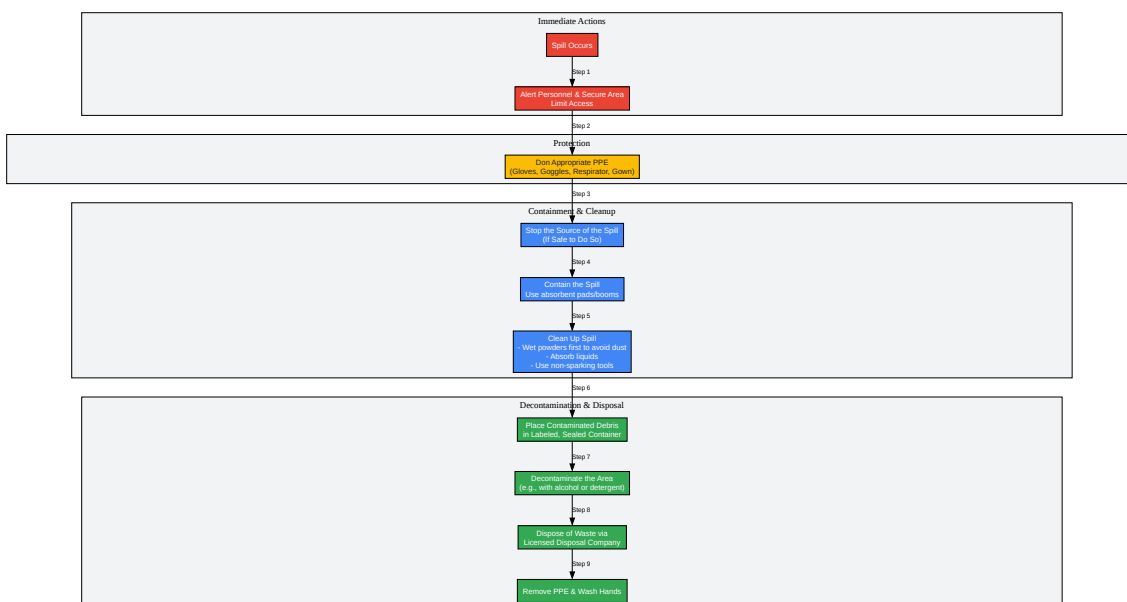 Immediate Actions
Spill Occurs
Step 1
Alert Personnel & Secure Area
Limit Access
Step 2
Protection
Don Appropriate PPE
(Gloves, Goggles, Respirator, Gown)
Step 3
Containment & Cleanup
Stop the Source of the Spill
(If Safe to Do So)
Step 4
Contain the Spill
Use absorbent pads/booms
Step 5
Clean Up Spill
- Wet powders first to avoid dust
- Absorb liquids
- Use non-sparking tools
Step 6
Decontamination & Disposal
Place Contaminated Debris
in Labeled, Sealed Container
Step 7
Decontaminate the Area
(e.g., with alcohol or detergent)
Step 8
Dispose of Waste via
Licensed Disposal Company
Step 9
Remove PPE & Wash Hands